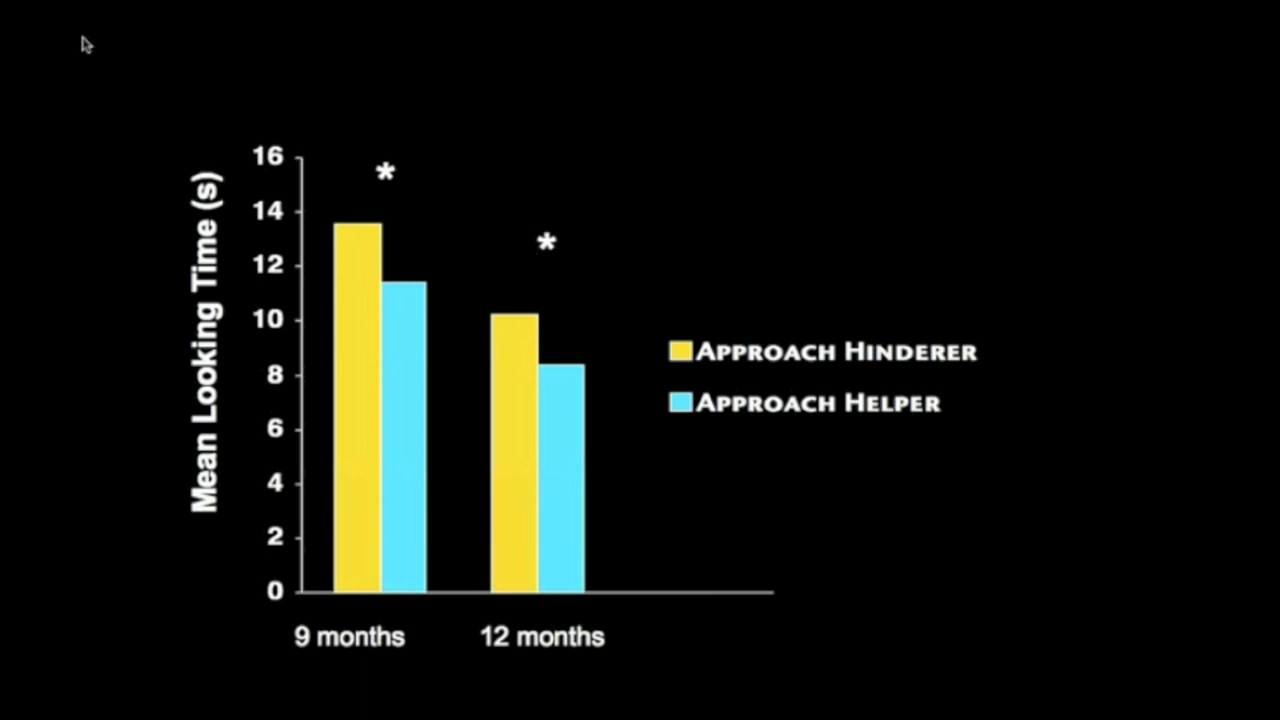 Mean Looking Time (s)
16
14
12
10
8
6
4
2
0
*
*
9 months
12 months
APPROACH HINDERER
APPROACH HELPER